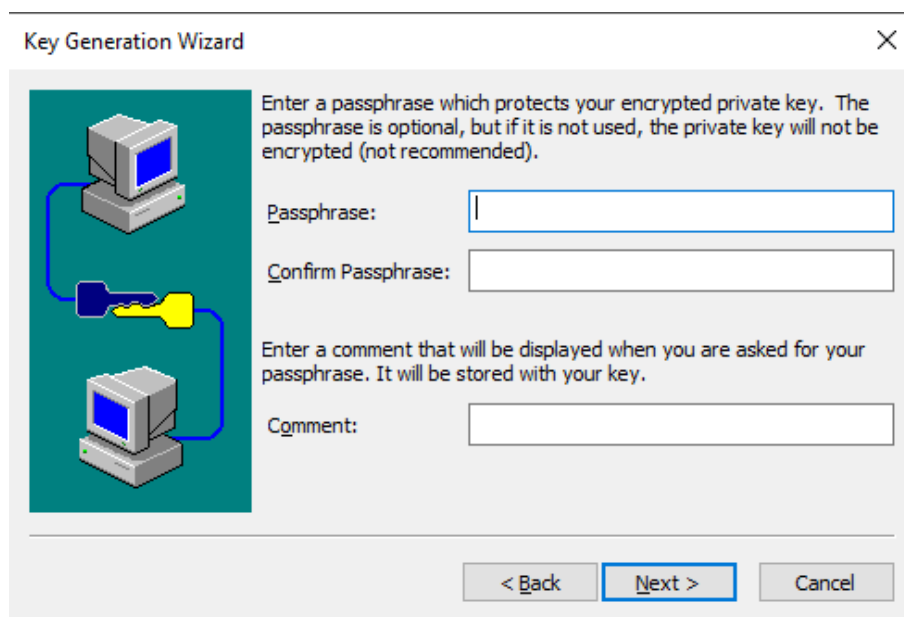 Key Generation Wizard
Enter a passphrase which protects your encrypted private key. The
passphrase is optional, but if it is not used, the private key will not be
encrypted (not recommended).
Passphrase:
Confirm Passphrase:
Enter a comment that will be displayed when you are asked for your
passphrase. It will be stored with your key.
Comment:
< Back Next > Cancel